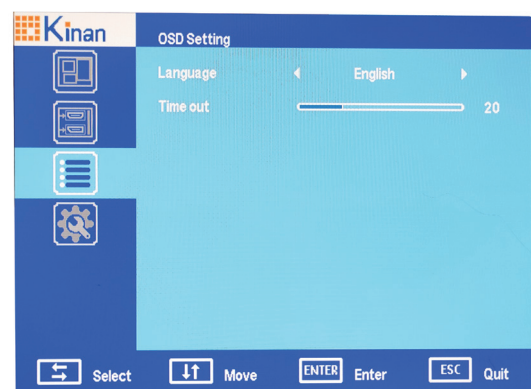 Kinan
OSD Setting
Language English
Time out 20
Select Move ENTER Enter ESC Quit